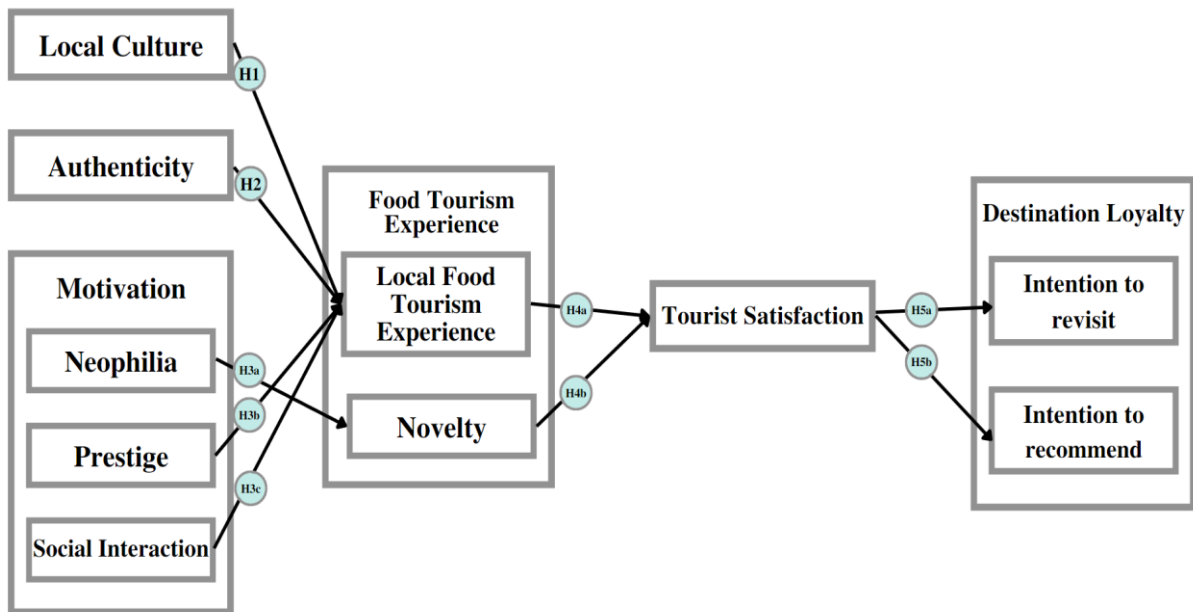 Local Culture
H1
Authenticity
H2
Motivation
Neophilia
H3a
Prestige
H3b
Social Interaction
H3c
Food Tourism
Experience
Local Food
Tourism
Experience
H4a
Novelty
H4b
Tourist Satisfaction
H5a
H5b
Destination Loyalty
Intention to
revisit
Intention to
recommend